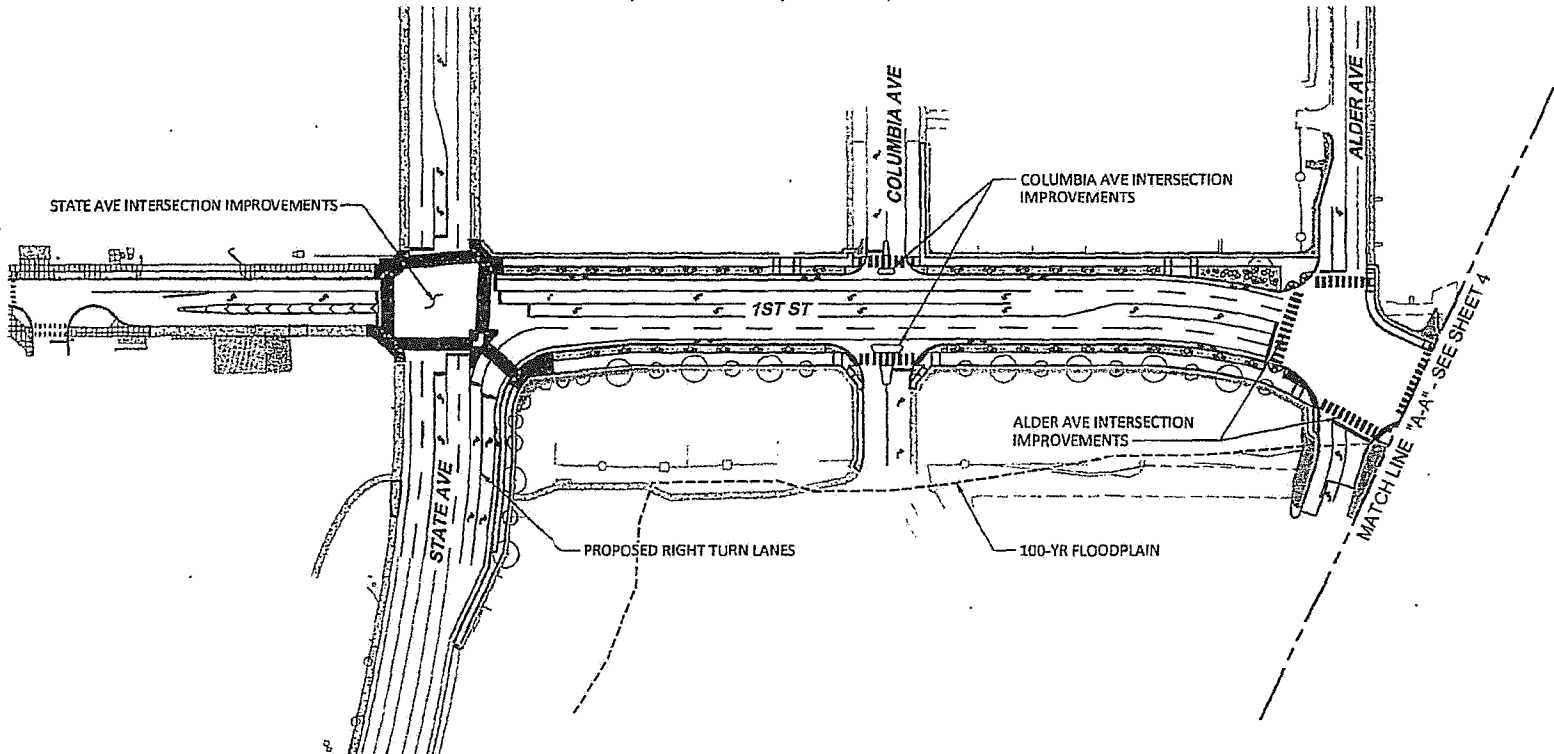 COLUMBIA AVE
ALDER AVE
STATE AVE INTERSECTION IMPROVEMENTS
COLUMBIA AVE INTERSECTION
IMPROVEMENTS
1ST ST
ALDER AVE INTERSECTION
IMPROVEMENTS
MATCH LINE "A-A" - SEE SHEET 4
STATE AVE
PROPOSED RIGHT TURN LANES
100-YR FLOODPLAIN